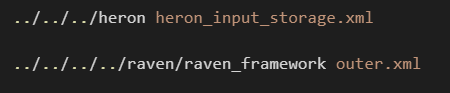 ../../../heron heron_input_storage.xml
../../../../raven/raven_framework outer.xml